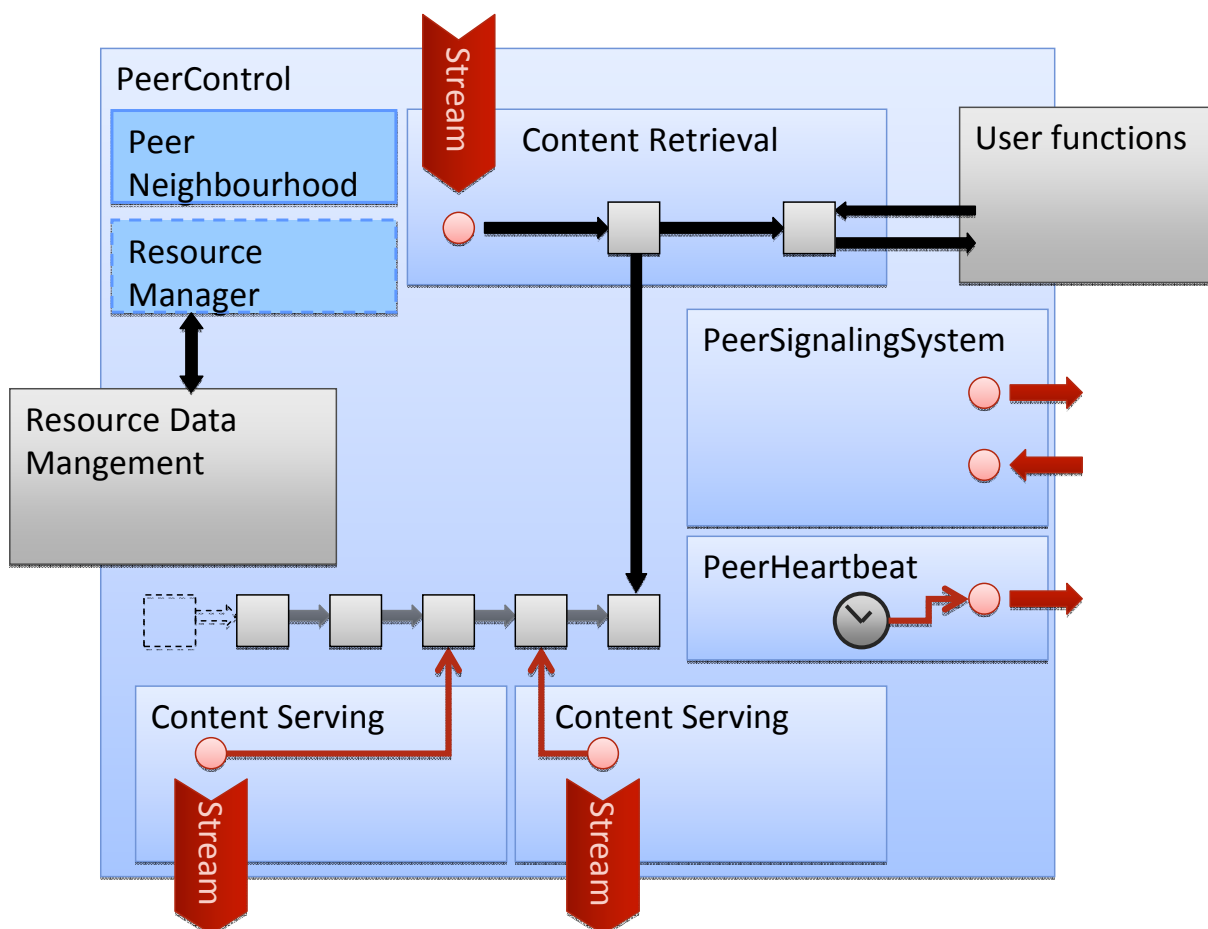 Stream
PeerControl
Peer
Neighbourhood
Content Retrieval
User functions
Resource
Manager
PeerSignalingSystem
Resource Data
Mangement
PeerHeartbeat
Content Serving
Content Serving
Stream
Stream